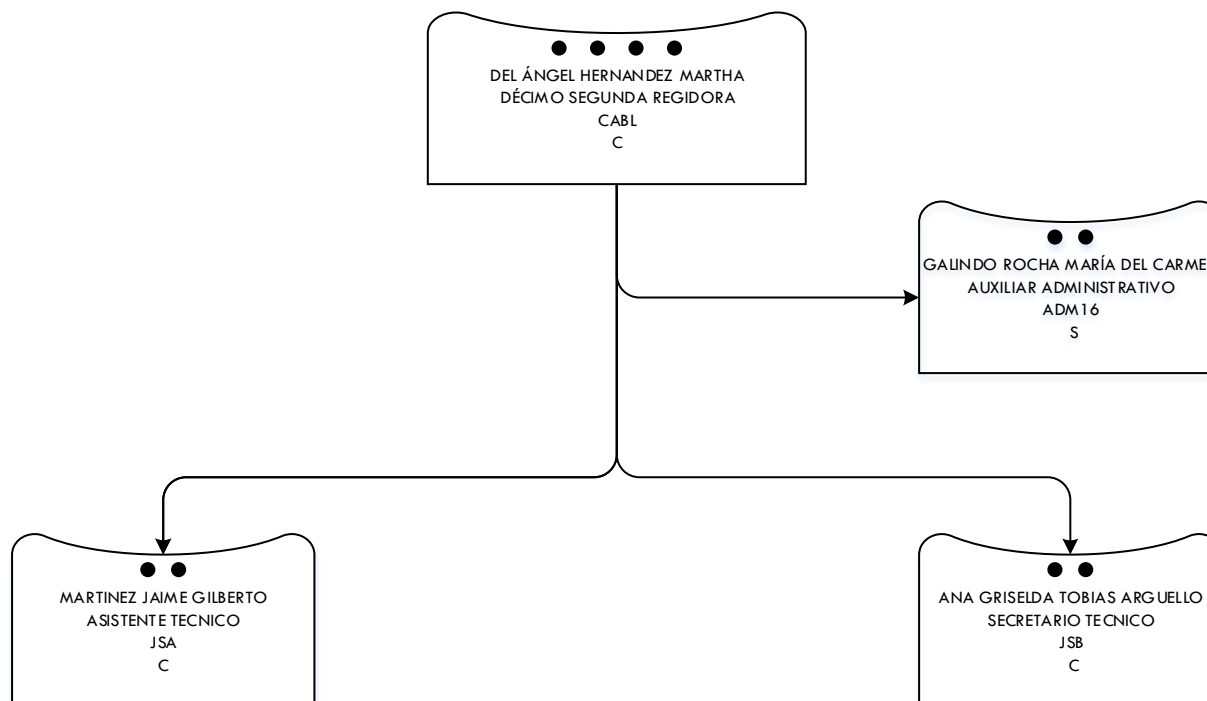 DEL ÁNGEL HERNANDEZ MARTHA
DÉCIMO SEGUNDA REGIDORA
CABL
C
GALINDO ROCHA MARÍA DEL CARME
AUXILIAR ADMINISTRATIVO
ADM16
S
MARTINEZ JAIME GILBERTO
ASISTENTE TECNICO
JSA
C
ANA GRISELDA TOBIAS ARGUELLO
SECRETARIO TECNICO
JSB
C